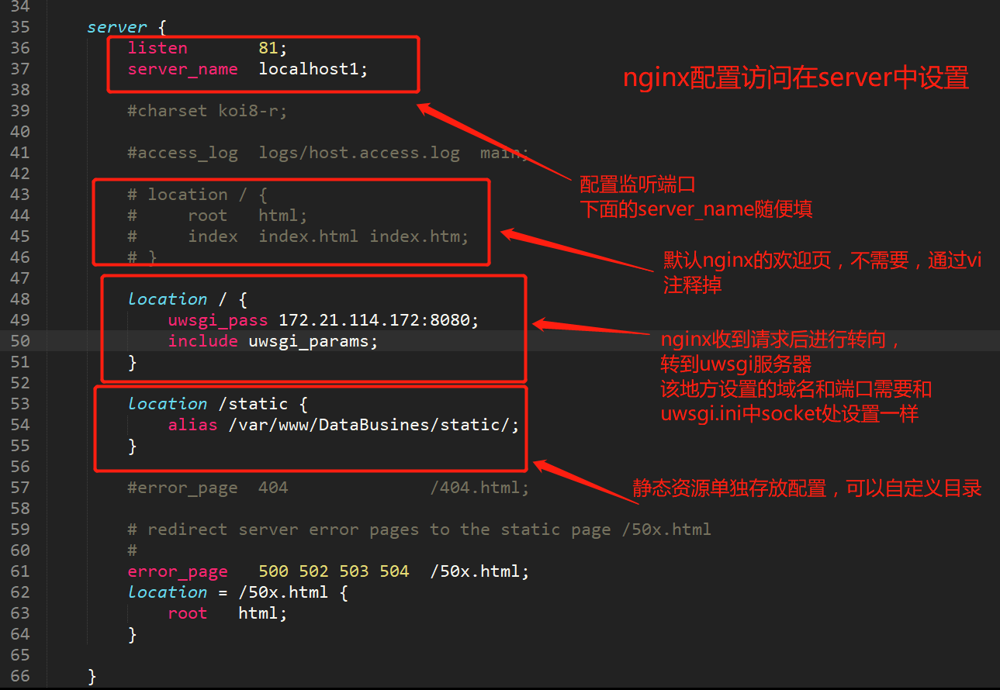 34
35 server {
36 listen 81;
37 server_name localhost1;
nginx配置访问在server中设置
38
39 #charset koi8-r;
40
41 #access_log logs/host.access.log main;
42
配置监听端口
下面的server_name随便填
43 # location / {
44 # root html;
45 # index index.html index.htm;
46 # }
默认nginx的欢迎页，不需要，通过vi
注释掉
47
48 location / {
49 uwsgi_pass 172.21.114.172:8080;
50 include uwsgi_params;
51 }
nginx收到请求后进行转向，
转到uwsgi服务器
该地方设置的域名和端口需要和
uwsgi.ini中socket处设置一样
52
53 location /static {
54 alias /var/www/DataBusines/static/;
55 }
56
静态资源单独存放配置，可以自定义目录
57 #error_page 404 /404.html;
58
59 # redirect server error pages to the static page /50x.html
60 #
61 error_page 500 502 503 504 /50x.html;
62 location = /50x.html {
63 root html;
64 }
65
66 }